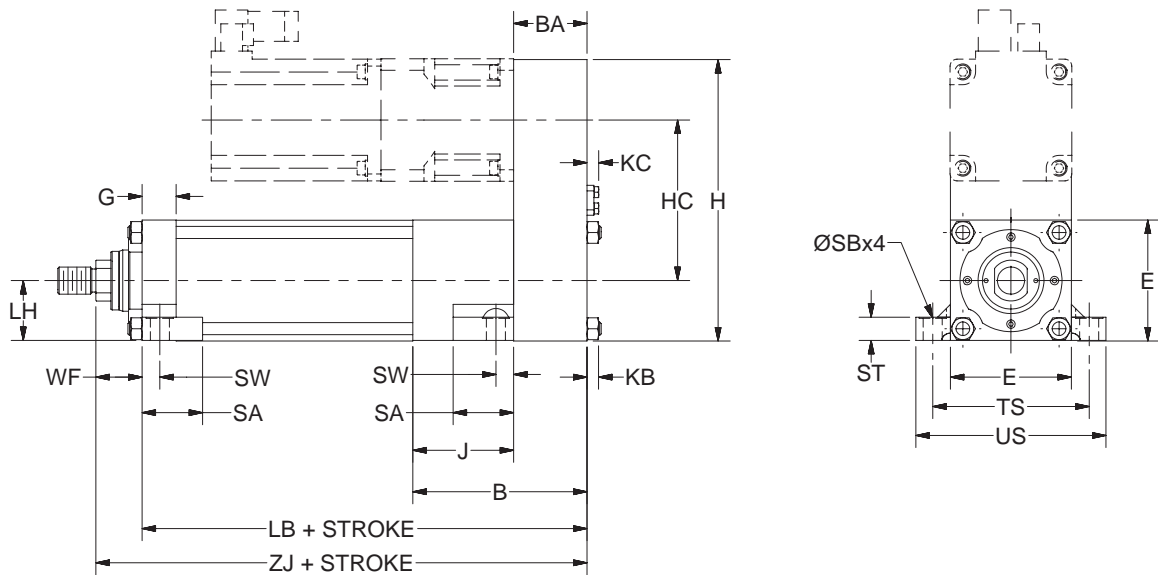 BA
KC
G
HC
H
LH
ØSBx4
E
WF
SW
SW
KB
ST
E
SA
SA
TS
J
US
B
LB + STROKE
ZJ + STROKE